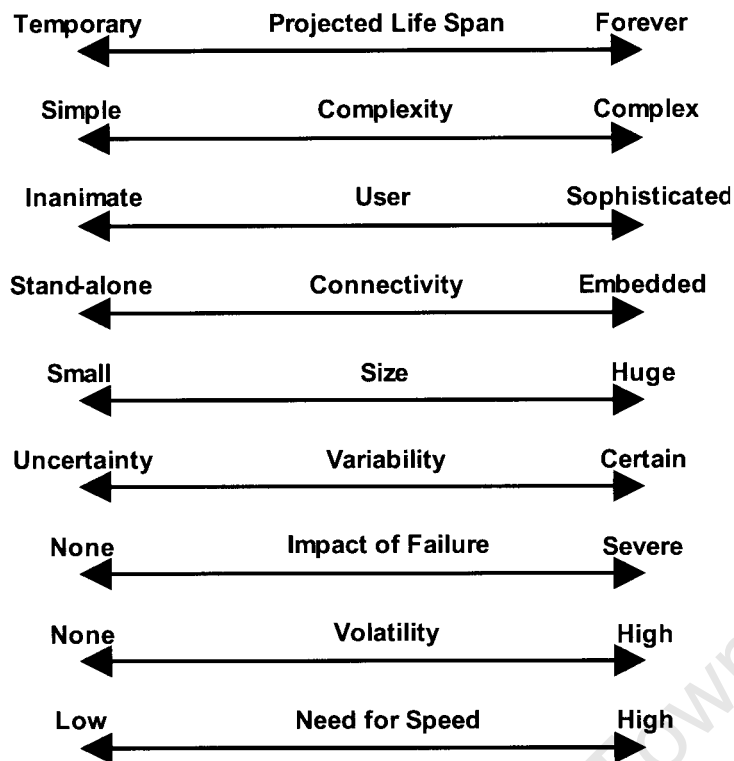 Temporary Projected Life Span Forever
Simple Complexity Complex
Inanimate User Sophisticated
Stand-alone Connectivity Embedded
Small Size Huge
Uncertainty Variability Certain
None Impact of Failure Severe
None Volatility High
Low Need for Speed High